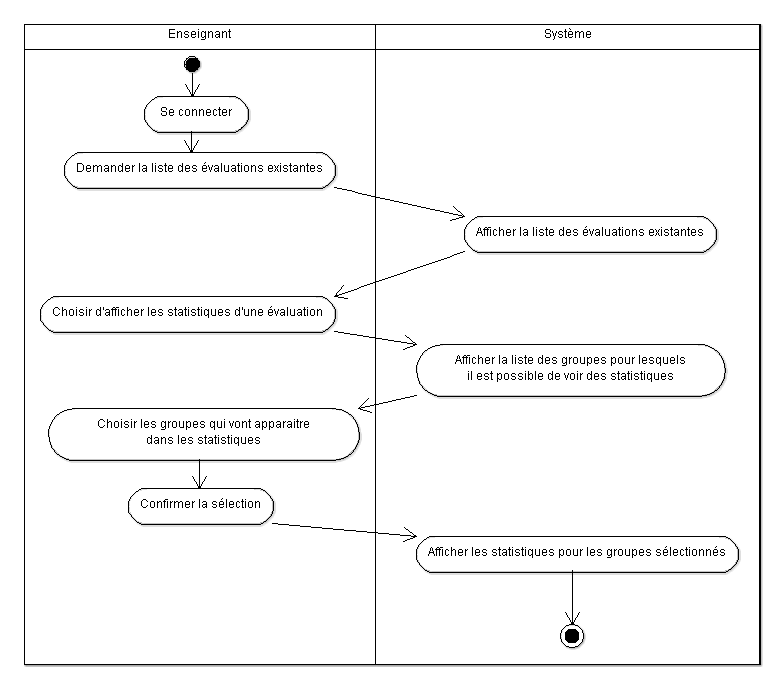 Enseignant
Système
Se connecter
Demander la liste des évaluations existantes
Afficher la liste des évaluations existantes
Choisir d'afficher les statistiques d'une évaluation
Afficher la liste des groupes pour lesquels
il est possible de voir des statistiques
Choisir les groupes qui vont apparaitre
dans les statistiques
Confirmer la sélection
Afficher les statistiques pour les groupes sélectionnés